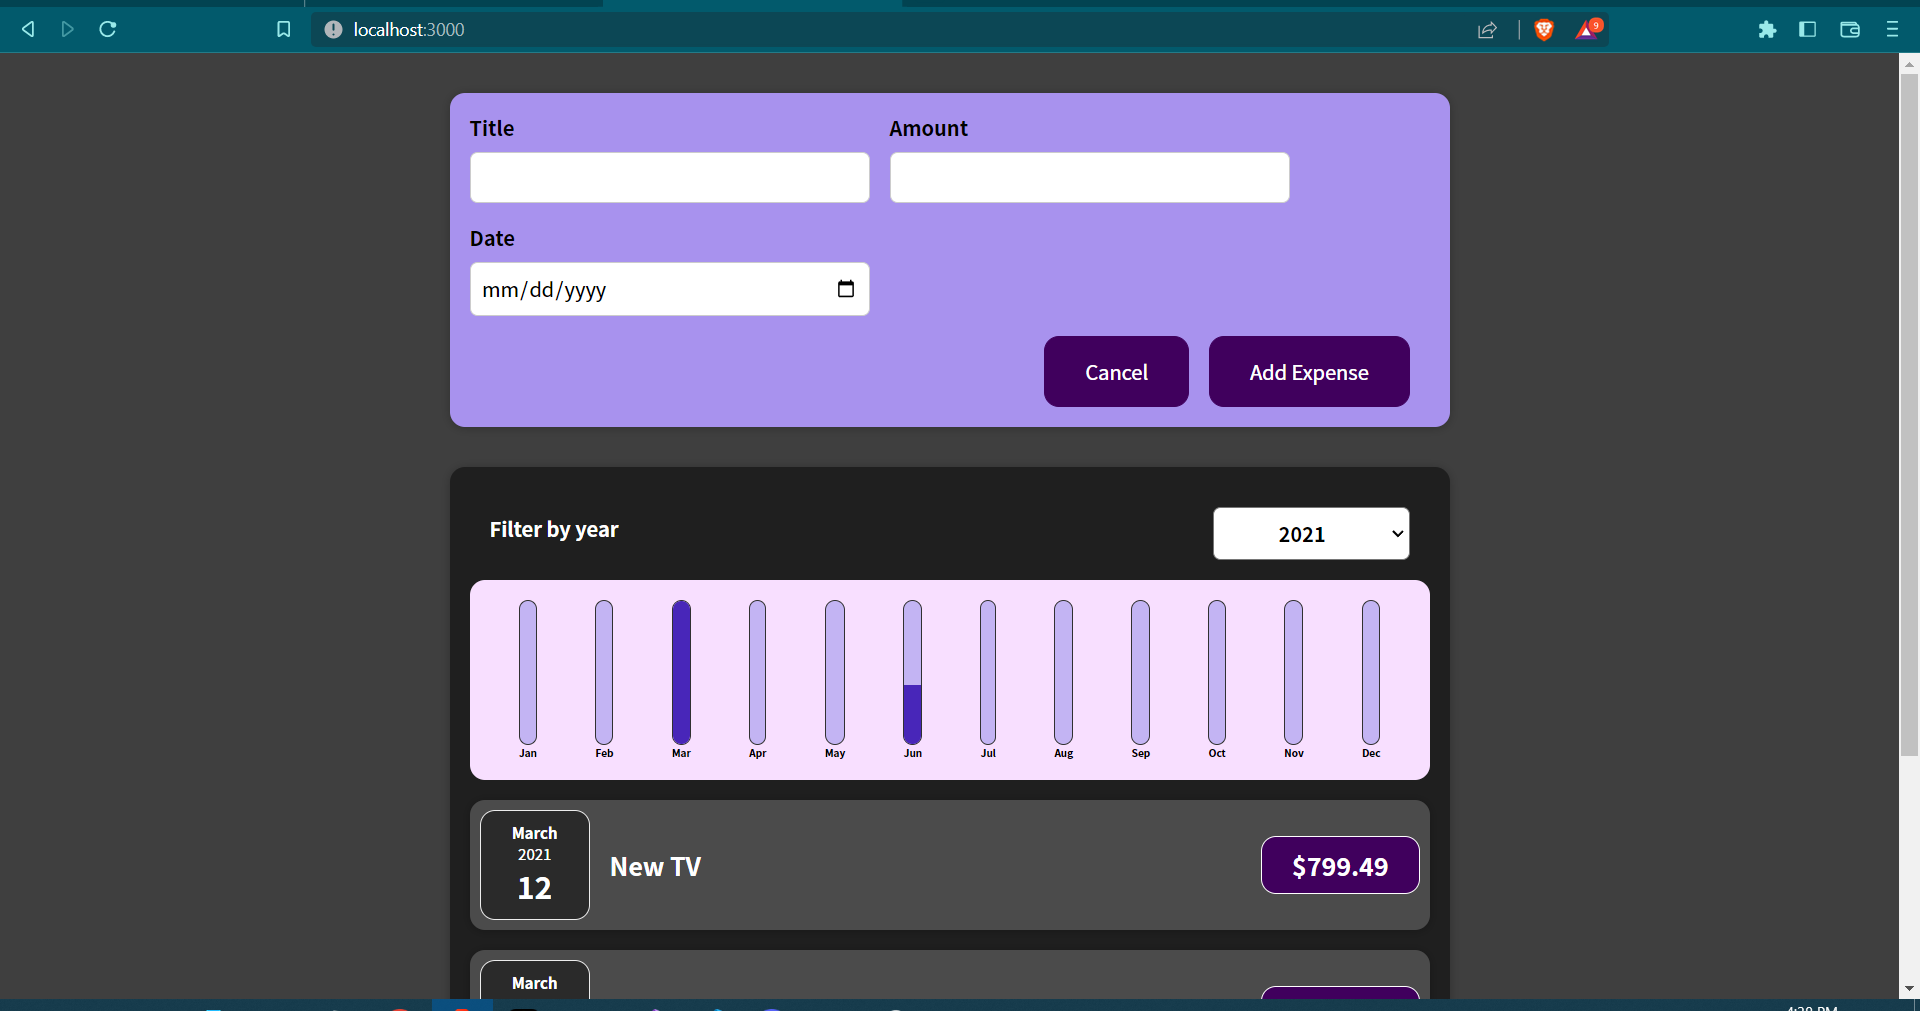 localhost:3000
9
Title
Amount
Date
mm/dd/yyyy
Cancel
Add Expense
Filter by year
2021
Jan
Feb
Mar
Apr
May
Jun
Jul
Aug
Sep
Oct
Nov
Dec
March
2021
12
New TV
$799.49
March